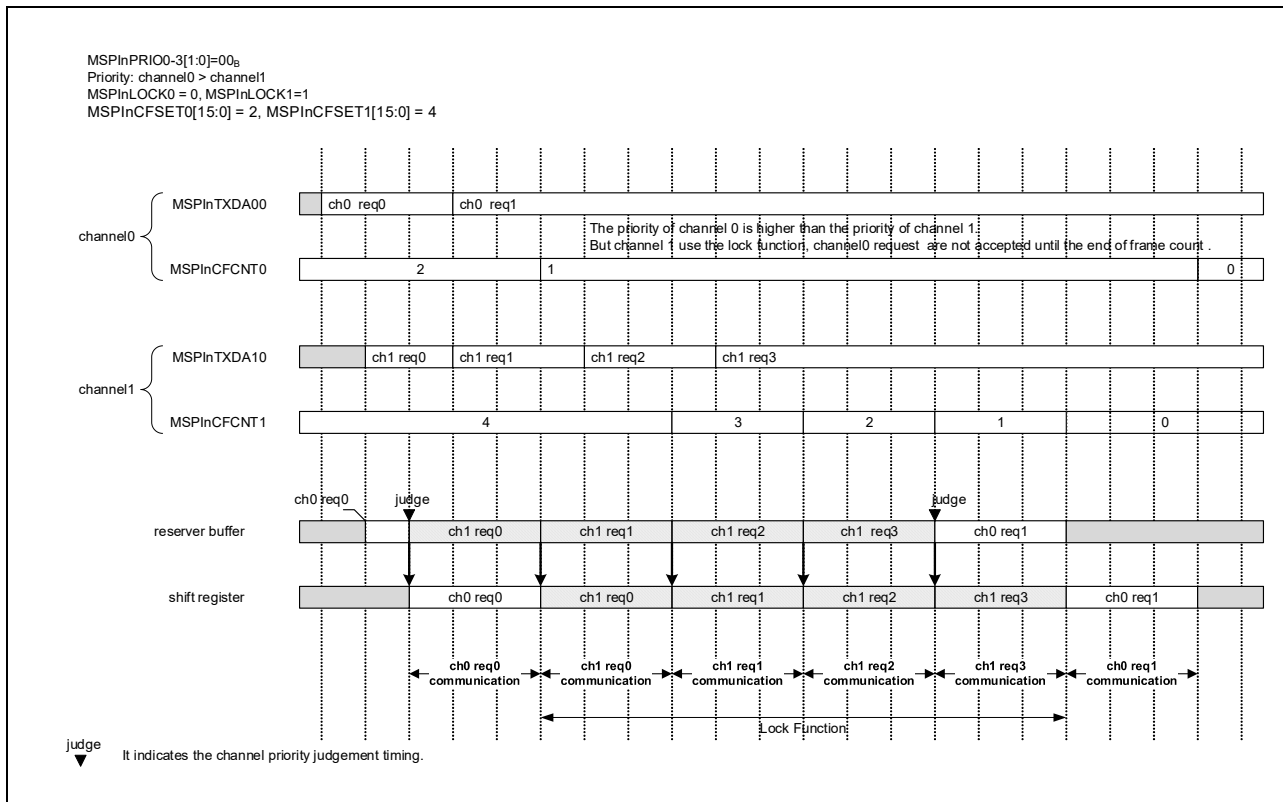 MSPInPRIO0-3[1:0]=00B
Priority: channel0 > channel1
MSPInLOCK0 = 0, MSPInLOCK1=1
MSPInCFSET0[15:0] = 2, MSPInCFSET1[15:0] = 4
channel0
MSPInTXDA00
ch0 req0
ch0 req1
The priority of channel 0 is higher than the priority of channel 1.
But channel 1 use the lock function, channel0 request are not accepted until the end of frame count .
MSPInCFCNT0
2
1
0
channel1
MSPInTXDA10
ch1 req0
ch1 req1
ch1 req2
ch1 req3
MSPInCFCNT1
4
3
2
1
0
ch0 req0
judge
judge
reserver buffer
ch1 req0
ch1 req1
ch1 req2
ch1 req3
ch0 req1
shift register
ch0 req0
ch1 req0
ch1 req1
ch1 req2
ch1 req3
ch0 req1
ch0 req0
communication
ch1 req0
communication
ch1 req1
communication
ch1 req2
communication
ch1 req3
communication
ch0 req1
communication
Lock Function
judge
It indicates the channel priority judgement timing.